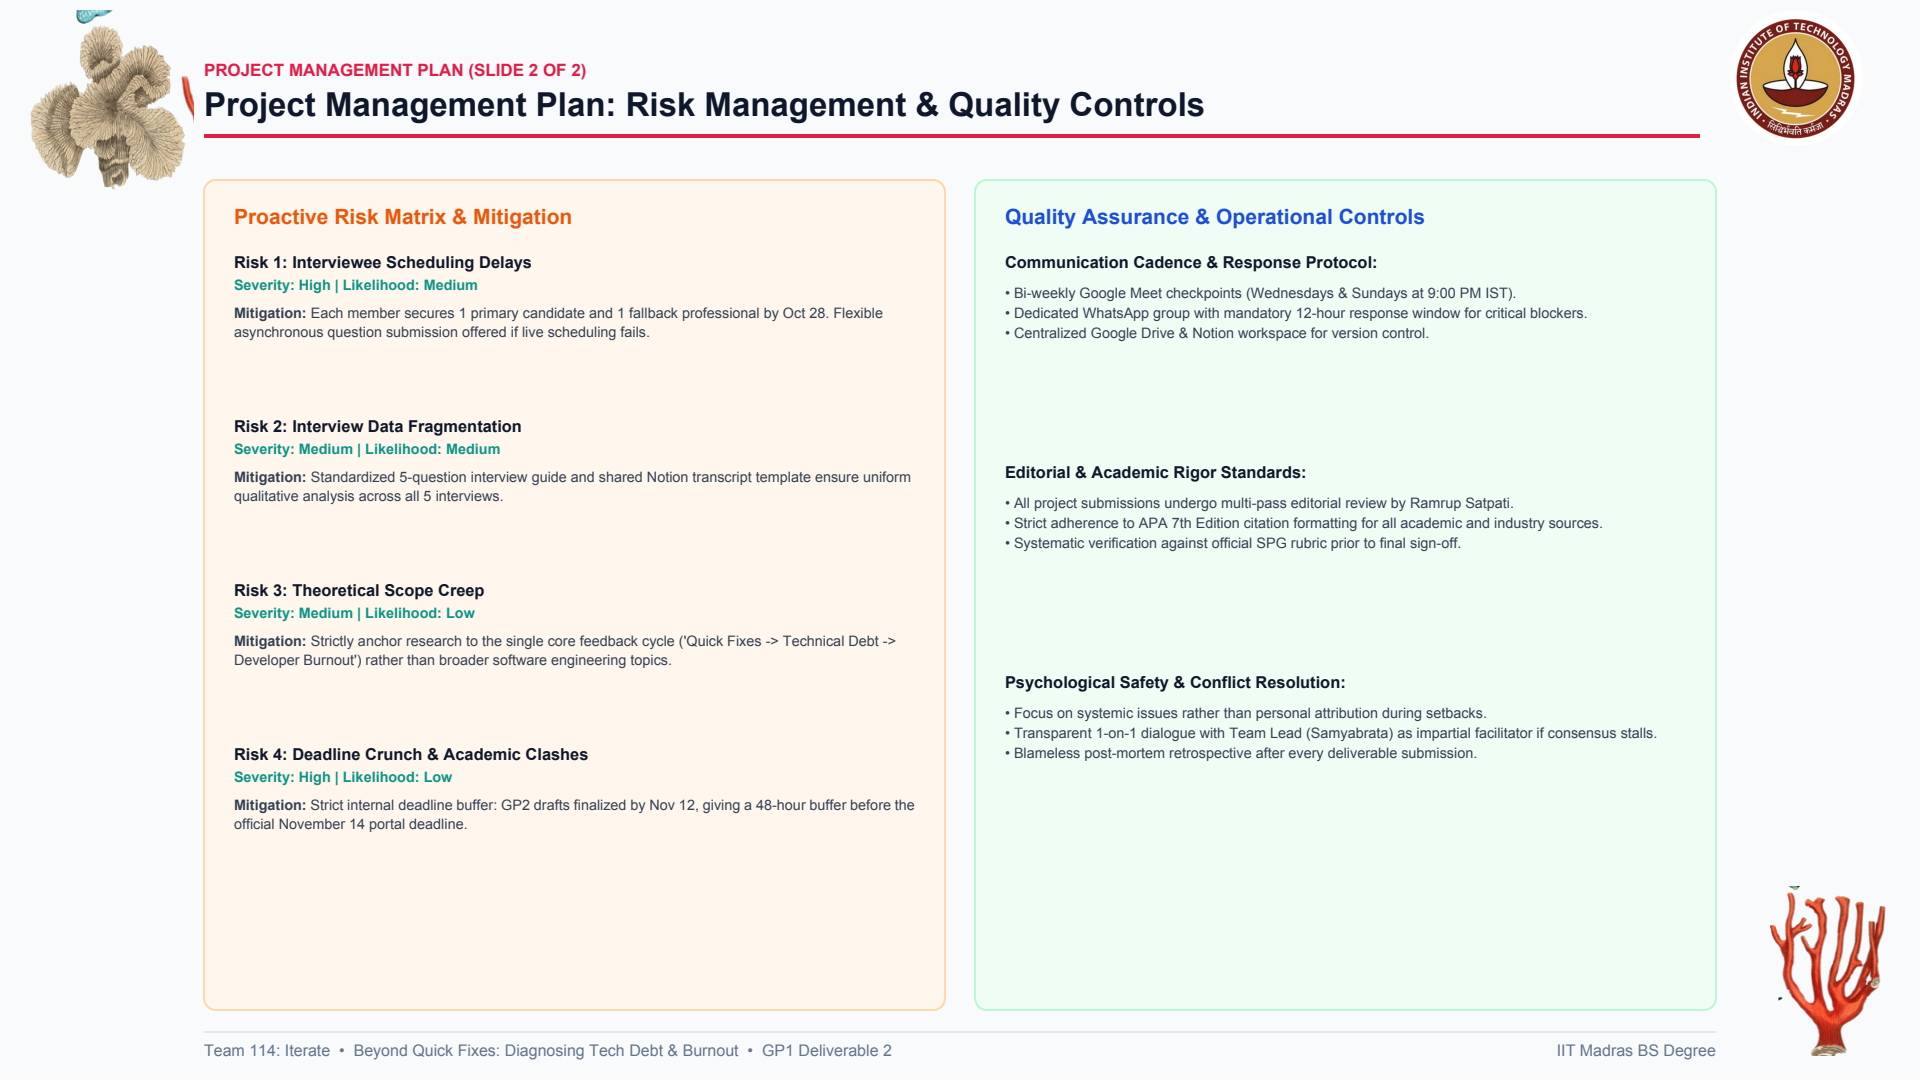 PROJECT MANAGEMENT PLAN (SLIDE 2 OF 2)
Project Management Plan: Risk Management & Quality Controls
INDIAN INSTITUTE OF TECHNOLOGY MADRAS
सिद्धिर्भवति कर्मजा
Proactive Risk Matrix & Mitigation
Risk 1: Interviewee Scheduling Delays
Severity: High | Likelihood: Medium
Mitigation: Each member secures 1 primary candidate and 1 fallback professional by Oct 28. Flexible
asynchronous question submission offered if live scheduling fails.
Risk 2: Interview Data Fragmentation
Severity: Medium | Likelihood: Medium
Mitigation: Standardized 5-question interview guide and shared Notion transcript template ensure uniform
qualitative analysis across all 5 interviews.
Risk 3: Theoretical Scope Creep
Severity: Medium | Likelihood: Low
Mitigation: Strictly anchor research to the single core feedback cycle ('Quick Fixes -> Technical Debt ->
Developer Burnout') rather than broader software engineering topics.
Risk 4: Deadline Crunch & Academic Clashes
Severity: High | Likelihood: Low
Mitigation: Strict internal deadline buffer: GP2 drafts finalized by Nov 12, giving a 48-hour buffer before the
official November 14 portal deadline.
Quality Assurance & Operational Controls
Communication Cadence & Response Protocol:
• Bi-weekly Google Meet checkpoints (Wednesdays & Sundays at 9:00 PM IST).
• Dedicated WhatsApp group with mandatory 12-hour response window for critical blockers.
• Centralized Google Drive & Notion workspace for version control.
Editorial & Academic Rigor Standards:
• All project submissions undergo multi-pass editorial review by Ramrup Satpati.
• Strict adherence to APA 7th Edition citation formatting for all academic and industry sources.
• Systematic verification against official SPG rubric prior to final sign-off.
Psychological Safety & Conflict Resolution:
• Focus on systemic issues rather than personal attribution during setbacks.
• Transparent 1-on-1 dialogue with Team Lead (Samyabrata) as impartial facilitator if consensus stalls.
• Blameless post-mortem retrospective after every deliverable submission.
Team 114: Iterate • Beyond Quick Fixes: Diagnosing Tech Debt & Burnout • GP1 Deliverable 2
IIT Madras BS Degree